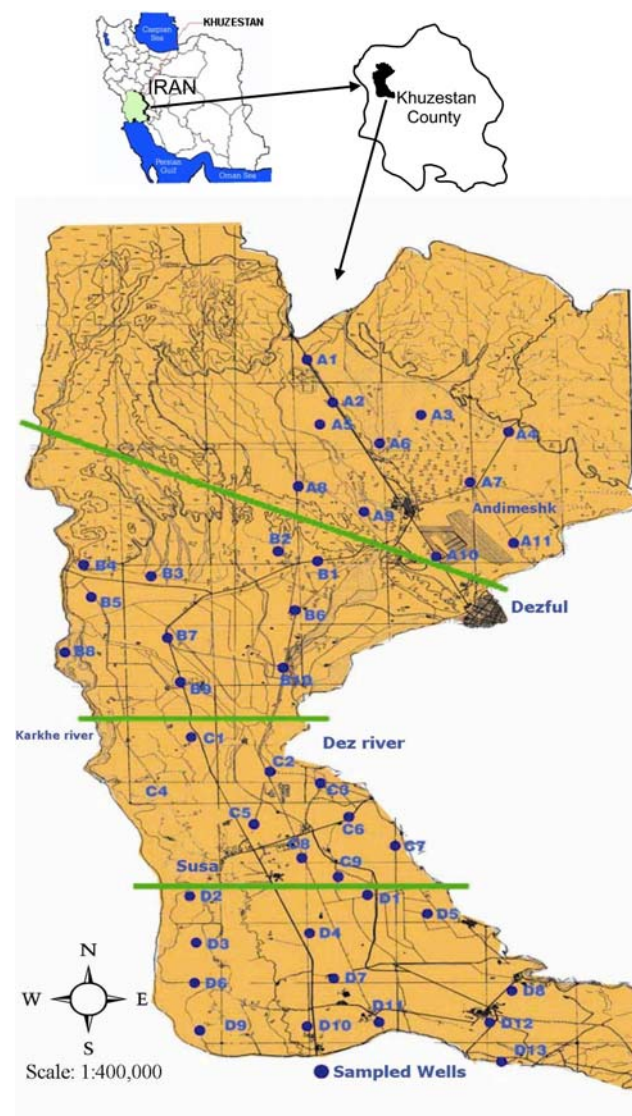 KHUZESTAN
Caspian
Sea
IRAN
Persian
Gulf
Oman Sea
Khuzestan
County
A1
A2
A3
A5
A4
A6
A7
A8
Andimeshk
A9
A11
B2
A10
B1
B4
B3
Dezful
B5
B6
B7
B8
B10
B9
Karkhe river
C1
Dez river
C2
C3
C4
C6
C5
C7
C8
Susa
C9
D2
D1
D5
D4
D3
N
D7
D6
D8
W
E
D11
D12
D9
D10
S
D13
Scale: 1:400,000
Sampled Wells